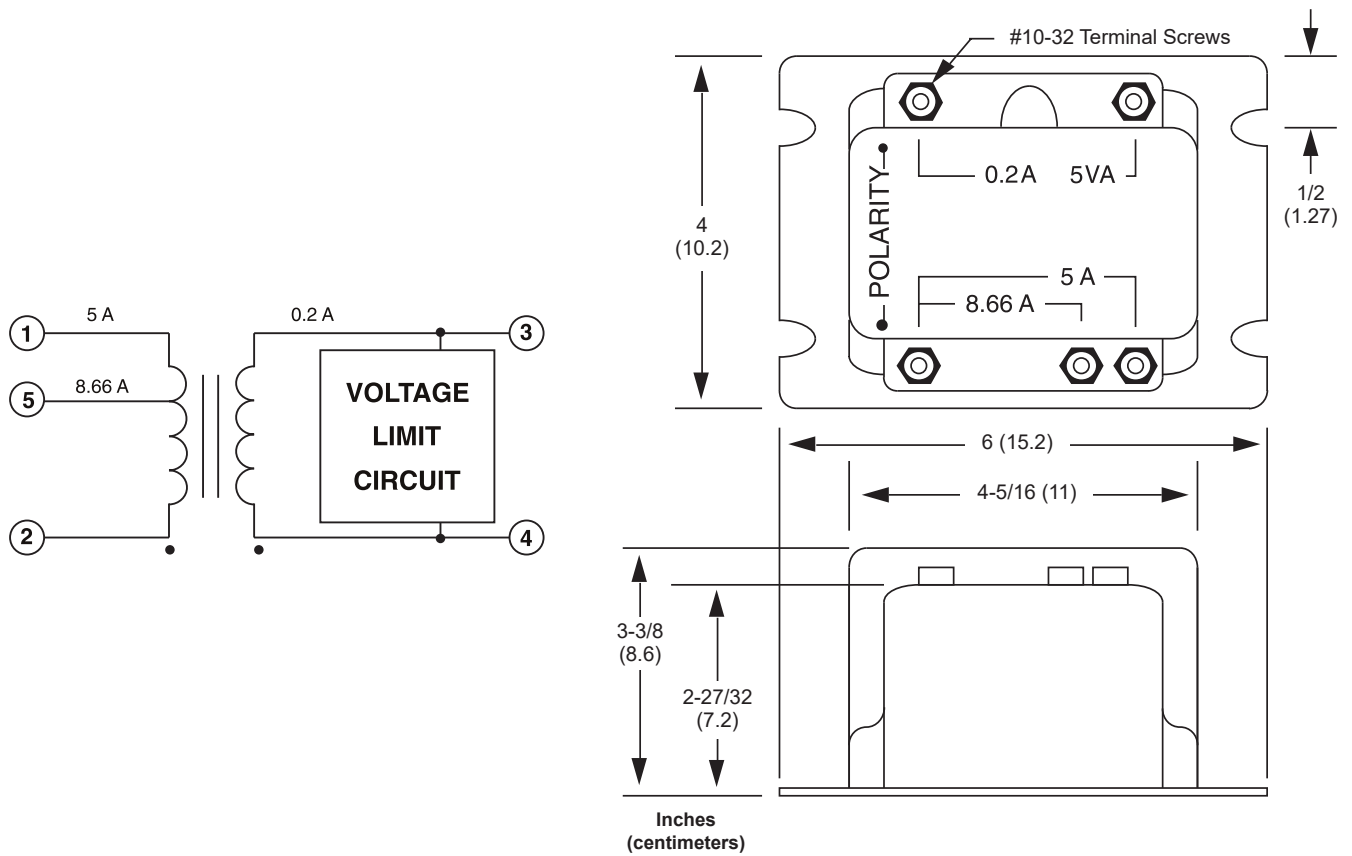 5 A
0.2 A
1
3
8.66 A
5
VOLTAGE
LIMIT
CIRCUIT
2
4
#10-32 Terminal Screws
0.2 A 5VA
POLARITY
5 A
8.66 A
4
(10.2)
1/2
(1.27)
6 (15.2)
4-5/16 (11)
3-3/8
(8.6)
2-27/32
(7.2)
Inches
(centimeters)